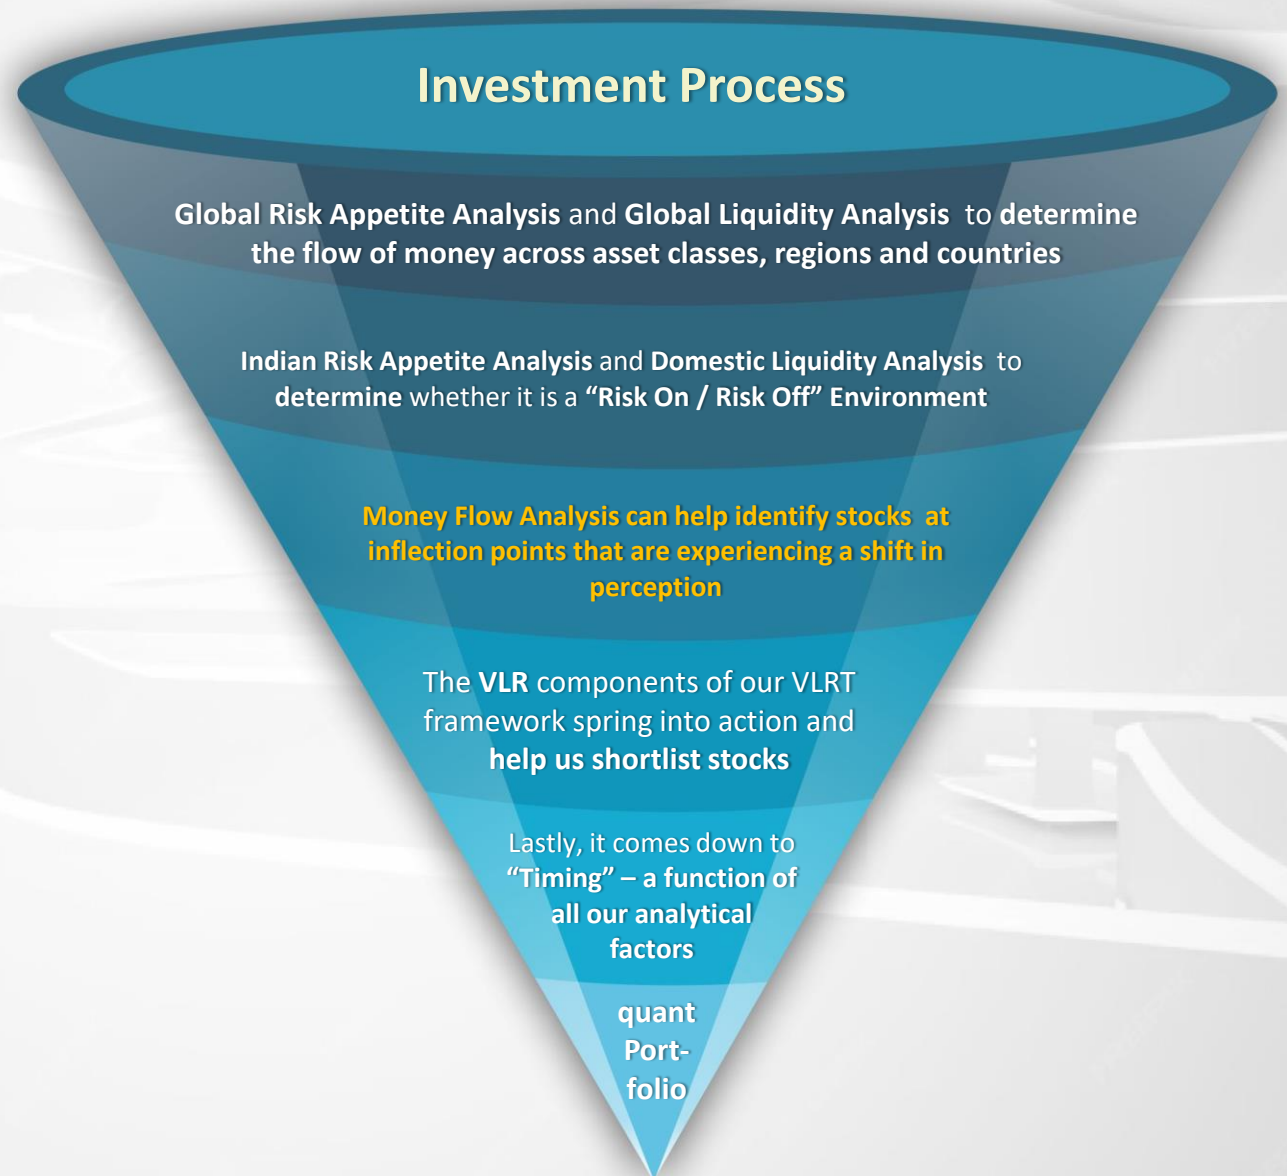 Investment Process
Global Risk Appetite Analysis and Global Liquidity Analysis to determine
the flow of money across asset classes, regions and countries
Indian Risk Appetite Analysis and Domestic Liquidity Analysis to
determine whether it is a “Risk On / Risk Off” Environment
Money Flow Analysis can help identify stocks at
inflection points that are experiencing a shift in
perception
The VLR components of our VLRT
framework spring into action and
help us shortlist stocks
Lastly, it comes down to
“Timing” – a function of
all our analytical
factors
quant
Port-
folio